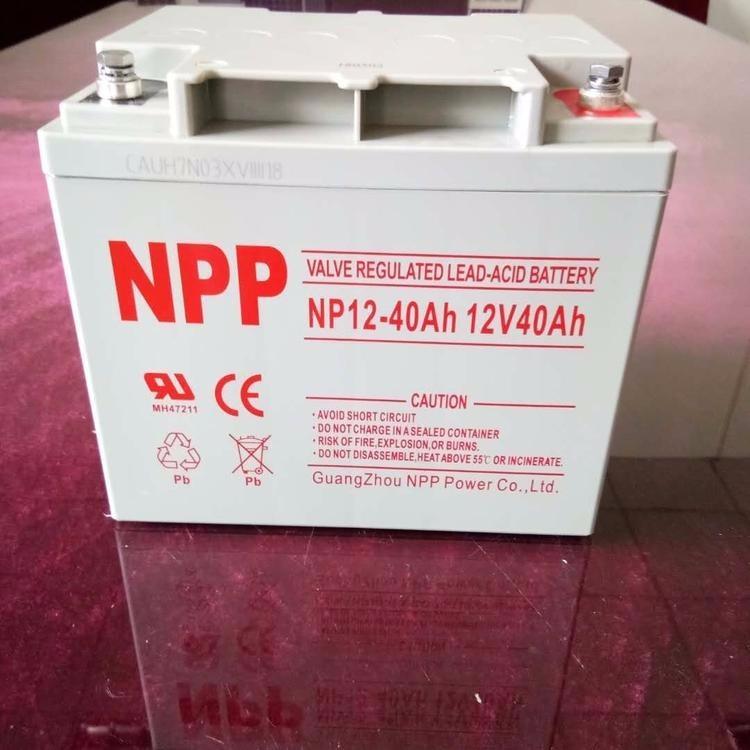 CAUH7N03XVIIII18
NPP
VALVE REGULATED LEAD-ACID BATTERY
NP12-40Ah 12V40Ah
MH47211
CE
Pb
Pb
CAUTION
· AVOID SHORT CIRCUIT
· DO NOT CHARGE IN A SEALED CONTAINER
· RISK OF FIRE,EXPLOSION,OR BURNS.
· DO NOT DISASSEMBLE,HEAT ABOVE 55℃ OR INCINERATE.
GuangZhou NPP Power Co.,Ltd.